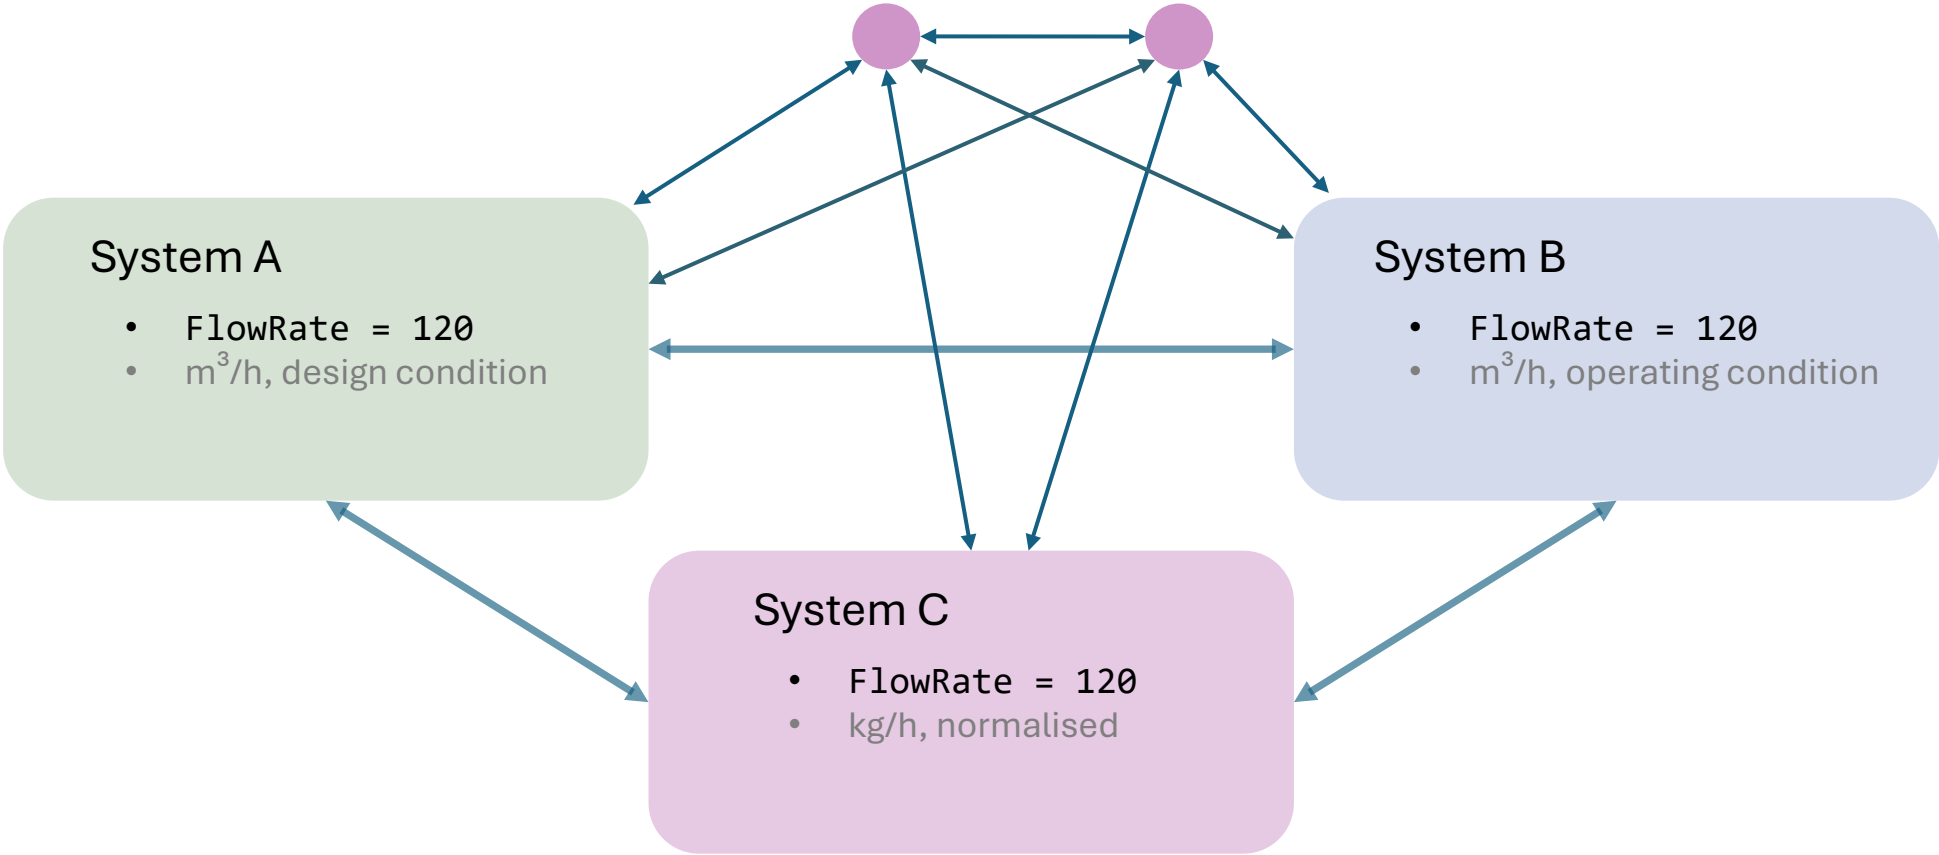 System A
• FlowRate = 120
• m³/h, design condition
System B
• FlowRate = 120
• m³/h, operating condition
System C
• FlowRate = 120
• kg/h, normalised